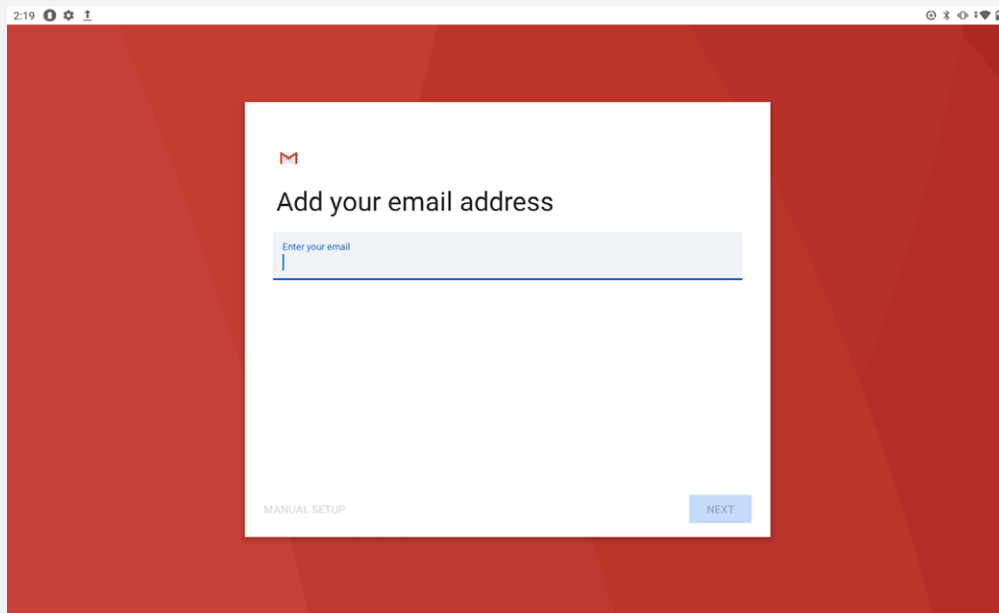 2:19
Add your email address
Enter your email
MANUAL SETUP
NEXT